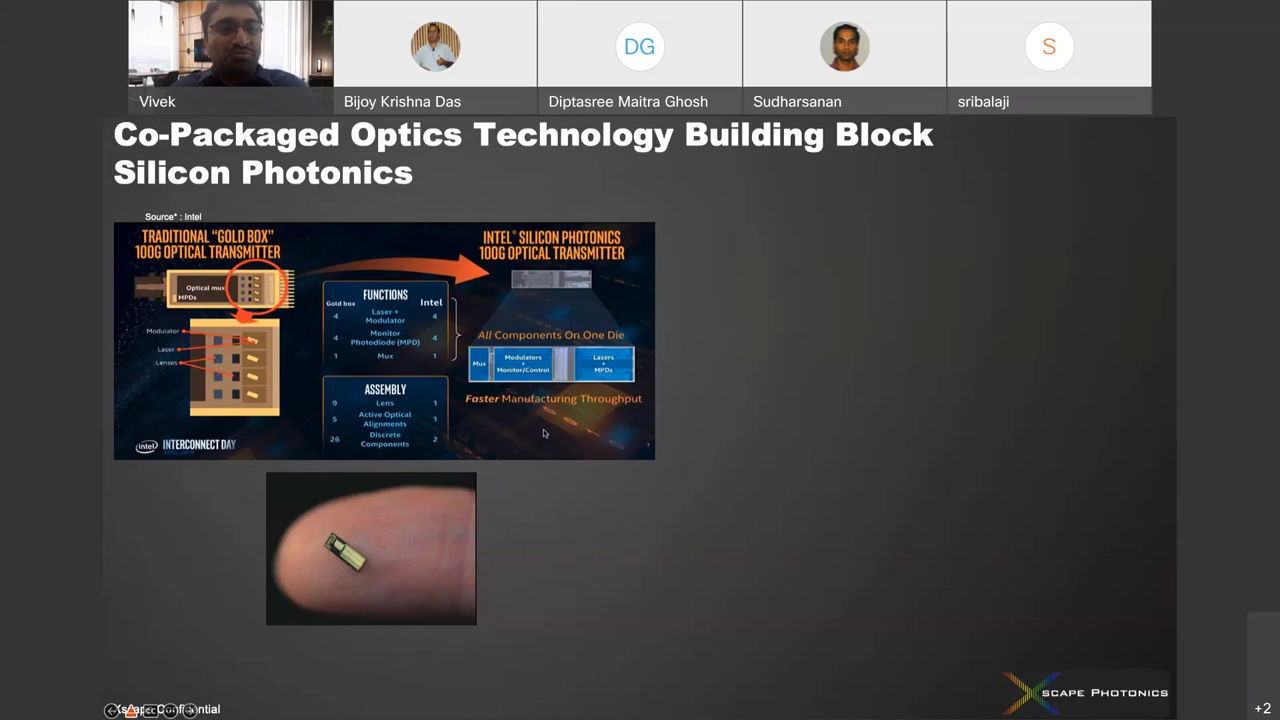 Vivek
Bijoy Krishna Das
DG
Diptasree Maitra Ghosh
Sudharsanan
S
sribalaji
Co-Packaged Optics Technology Building Block
Silicon Photonics
Source* : Intel
TRADITIONAL "GOLD BOX"
100G OPTICAL TRANSMITTER
Optical mux
MPDs
Modulator
Laser
Lenses
FUNCTIONS
Gold box Intel
4 Laser + Modulator 4
4 Monitor Photodiode (MPD) 4
1 Mux 1
ASSEMBLY
9 Lens 1
5 Active Optical Alignments 1
26 Discrete Components 2
INTEL® SILICON PHOTONICS
100G OPTICAL TRANSMITTER
All Components On One Die
Mux
Modulators
+
Monitor/Control
Lasers
+
MPDs
Faster Manufacturing Throughput
intel INTERCONNECT DAY
7
XSCAPE PHOTONICS
Confidential
+2